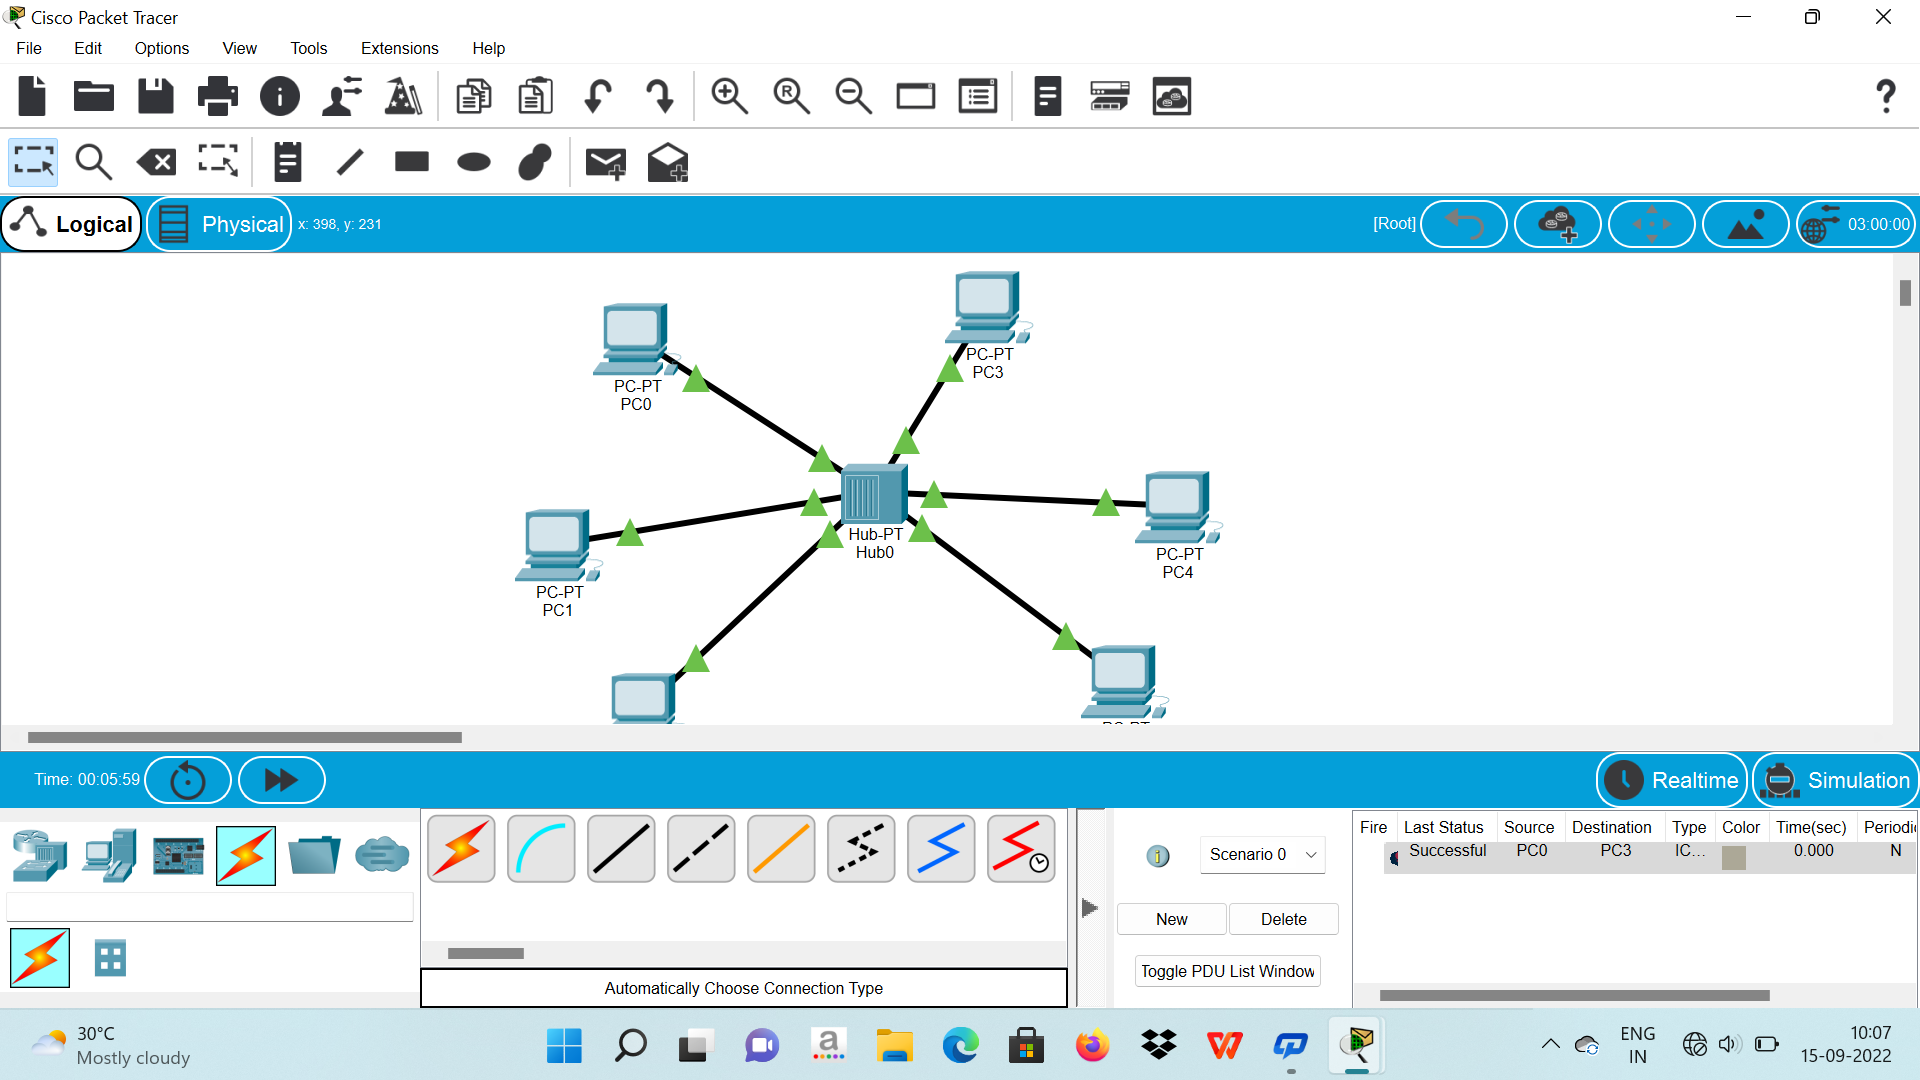 Cisco Packet Tracer
File Edit Options View Tools Extensions Help
R
?
Logical Physical x: 398, y: 231 [Root] 03:00:00
PC-PT
PC3
PC-PT
PC0
Hub-PT
Hub0
PC-PT
PC4
PC-PT
PC1
Time: 00:05:59 Realtime Simulation
Fire Last Status Source Destination Type Color Time(sec) Periodi
Successful PC0 PC3 IC... 0.000 N
Scenario 0
New Delete
Toggle PDU List Window
Automatically Choose Connection Type
30°C
Mostly cloudy
a
ENG
IN
10:07
15-09-2022